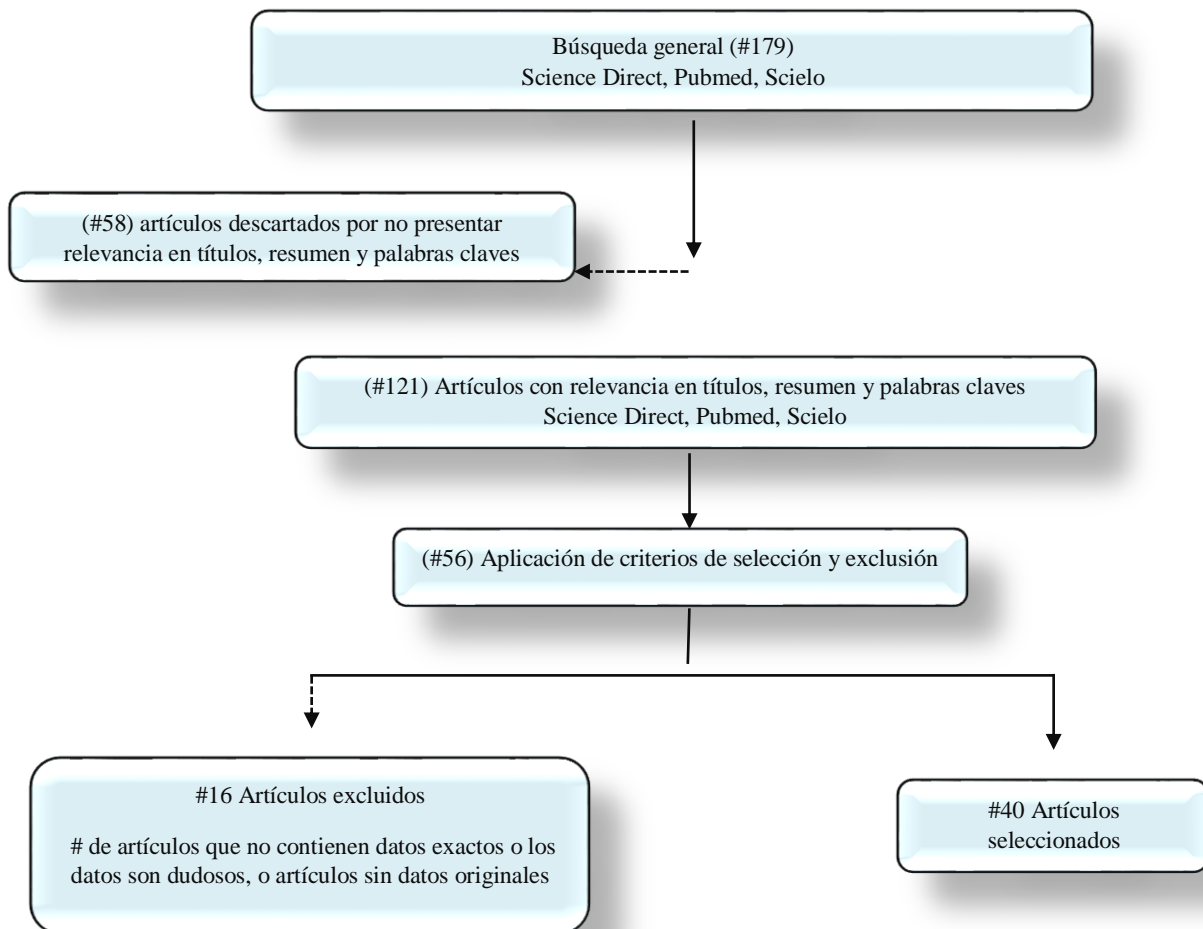 Búsqueda general (#179)
Science Direct, Pubmed, Scielo
(#58) artículos descartados por no presentar
relevancia en títulos, resumen y palabras claves
(#121) Artículos con relevancia en títulos, resumen y palabras claves
Science Direct, Pubmed, Scielo
(#56) Aplicación de criterios de selección y exclusión
#16 Artículos excluidos
# de artículos que no contienen datos exactos o los
datos son dudosos, o artículos sin datos originales
#40 Artículos
seleccionados